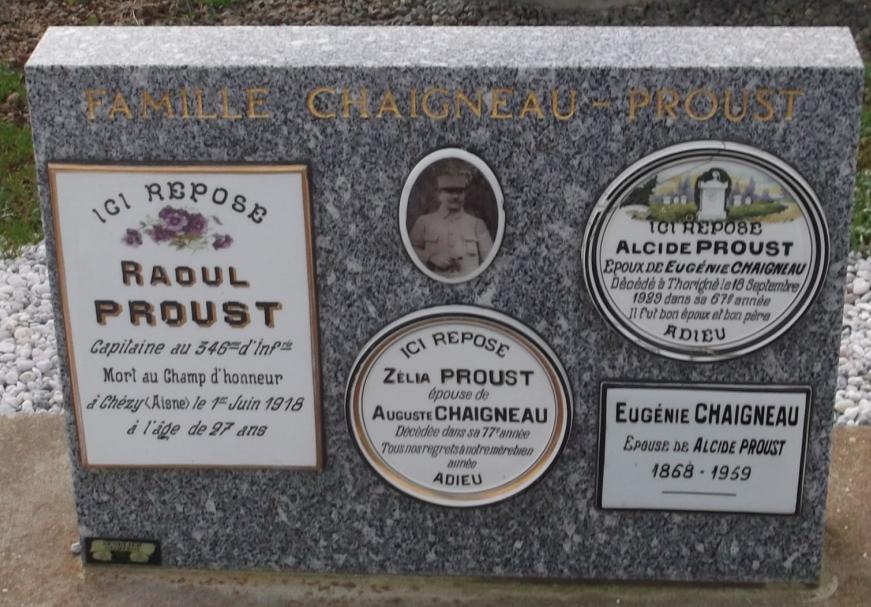 FAMILLE CHAIGNEAU-PROUST
ICI REPOSE
RAOUL
PROUST
Capitaine au 346me d'Infrie
Mort au Champ d'honneur
à Chézy (Aisne) le 1er Juin 1918
à l'âge de 27 ans
ICI REPOSE
ZÉLIA PROUST
épouse de
AUGUSTE CHAIGNEAU
Décédée dans sa 77e année
Tous nos regrets à notre mère bien
aimée
ADIEU
ICI REPOSE
ALCIDE PROUST
EPOUX DE EUGÉNIE CHAIGNEAU
Décédé à Thorigné le 18 Septembre
1929 dans sa 67e année
Il fut bon époux et bon père
ADIEU
EUGÉNIE CHAIGNEAU
EPOUSE DE ALCIDE PROUST
1868 - 1959